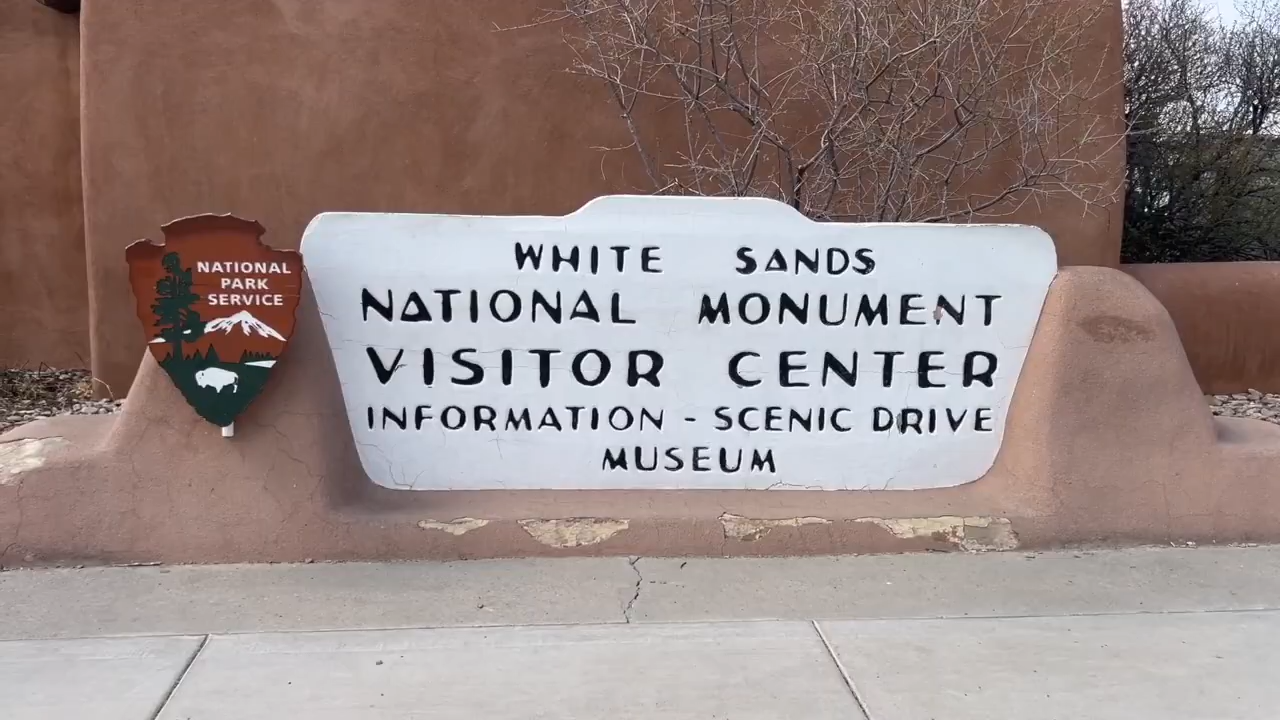 NATIONAL
PARK
SERVICE
WHITE SANDS
NATIONAL MONUMENT
VISITOR CENTER
INFORMATION - SCENIC DRIVE
MUSEUM